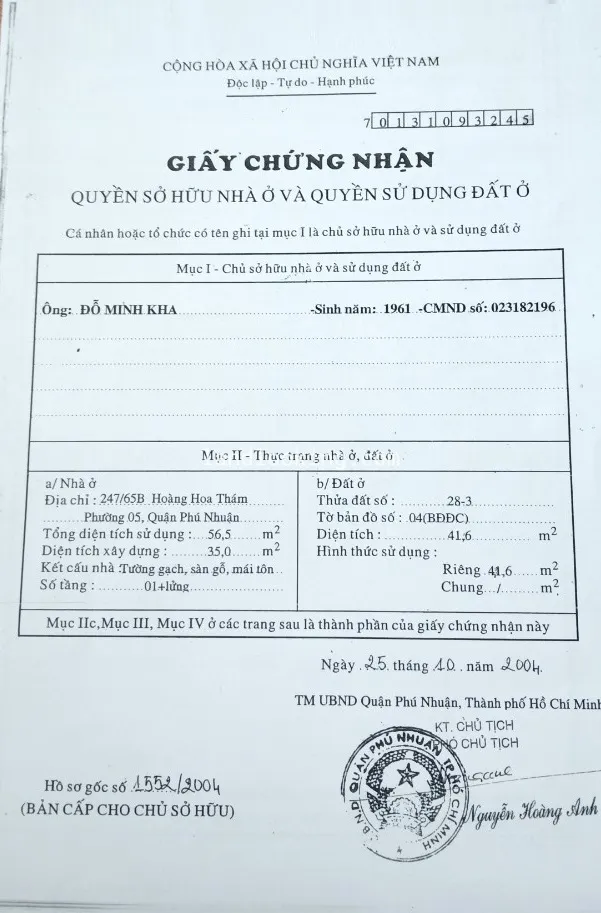 CỘNG HÒA XÃ HỘI CHỦ NGHĨA VIỆT NAM
Độc lập - Tự do - Hạnh phúc
7 0 1 3 1 0 9 3 2 4 5
GIẤY CHỨNG NHẬN
QUYỀN SỞ HỮU NHÀ Ở VÀ QUYỀN SỬ DỤNG ĐẤT Ở
Cá nhân hoặc tổ chức có tên ghi tại mục I là chủ sở hữu nhà ở và sử dụng đất ở
Mục I - Chủ sở hữu nhà ở và sử dụng đất ở
Ông: ĐỖ MINH KHA -Sinh năm: 1961 -CMND số: 023182196
Mục II - Thực trạng nhà ở, đất ở
a/ Nhà ở
Địa chỉ : 247/65B Hoàng Hoa Thám
Phường 05, Quận Phú Nhuận
Tổng diện tích sử dụng : 56,5 m2
Diện tích xây dựng : 35,0 m2
Kết cấu nhà :Tường gạch, sàn gỗ, mái tôn
Số tầng : 01+lửng
b/ Đất ở
Thửa đất số : 28-3
Tờ bản đồ số : 04(BĐĐC)
Diện tích : 41,6 m2
Hình thức sử dụng :
Riêng 41,6 m2
Chung / m2
Mục IIc,Mục III, Mục IV ở các trang sau là thành phần của giấy chứng nhận này
Ngày 25 tháng 10 năm 2004
TM UBND Quận Phú Nhuận, Thành phố Hồ Chí Minh
KT. CHỦ TỊCH
PHÓ CHỦ TỊCH
U.B.N.D QUẬN PHÚ NHUẬN T.P HỒ CHÍ MINH
Nguyễn Hoàng Anh
Hồ sơ gốc số 1552/2004
(BẢN CẤP CHO CHỦ SỞ HỮU)